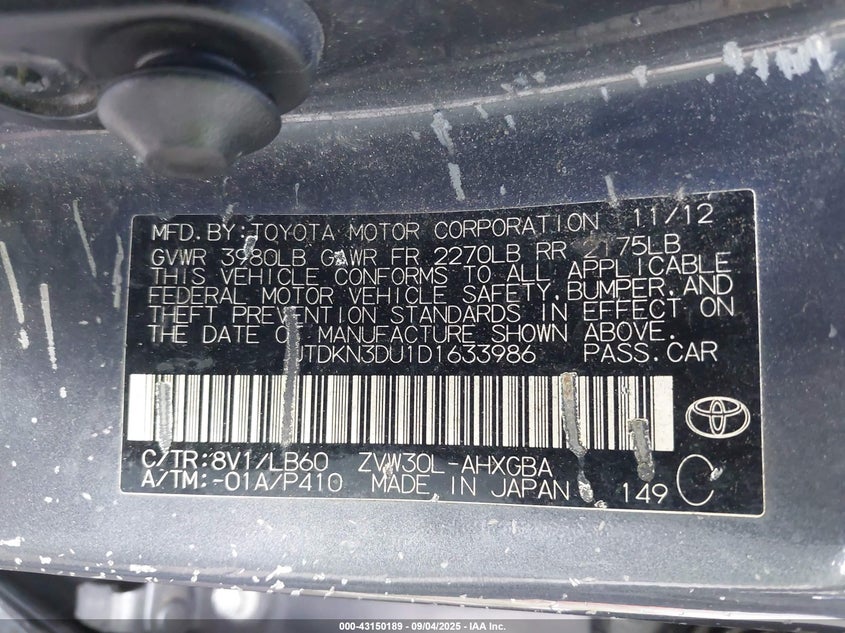 MFD. BY: TOYOTA MOTOR CORPORATION 11/12
GVWR 3980LB GAWR FR 2270LB RR 2175LB
THIS VEHICLE CONFORMS TO ALL APPLICABLE
FEDERAL MOTOR VEHICLE SAFETY, BUMPER, AND
THEFT PREVENTION STANDARDS IN EFFECT ON
THE DATE OF MANUFACTURE SHOWN ABOVE.
JTDKN3DU1D1633986 PASS. CAR
C/TR: 8V1/LB60 ZVW30L-AHXGBA
A/TM: -01A/P410 MADE IN JAPAN 149 C
000-43150189 - 09/04/2025 - IAA Inc.